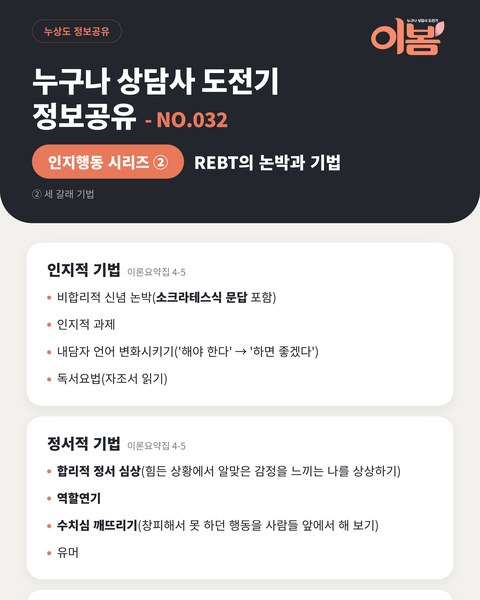 누상도 정보공유
누구나 상담사 도전기
이봄
누구나 상담사 도전기
정보공유 - NO.032
인지행동 시리즈 ② REBT의 논박과 기법
② 세 갈래 기법
인지적 기법 이론요약집 4-5
• 비합리적 신념 논박(소크라테스식 문답 포함)
• 인지적 과제
• 내담자 언어 변화시키기('해야 한다' → '하면 좋겠다')
• 독서요법(자조서 읽기)
정서적 기법 이론요약집 4-5
• 합리적 정서 심상(힘든 상황에서 알맞은 감정을 느끼는 나를 상상하기)
• 역할연기
• 수치심 깨뜨리기(창피해서 못 하던 행동을 사람들 앞에서 해 보기)
• 유머